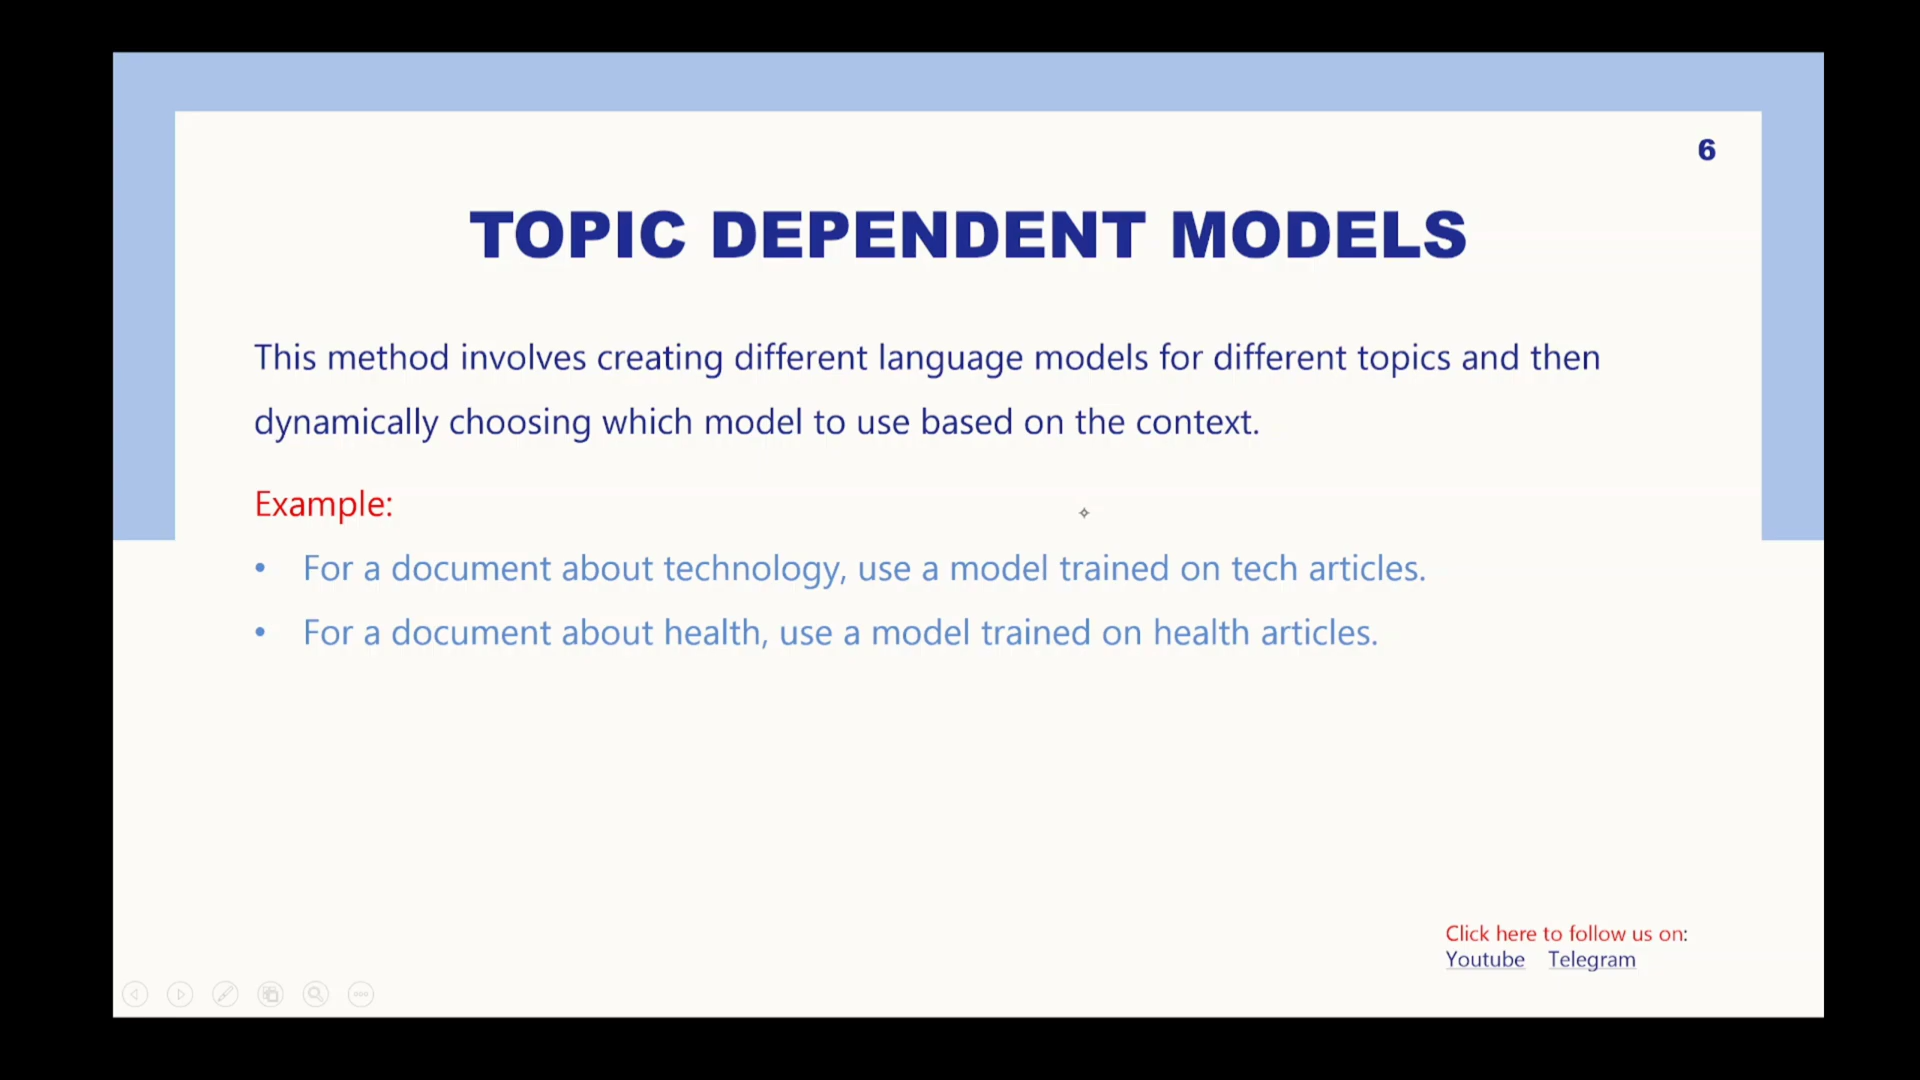 6
TOPIC DEPENDENT MODELS
This method involves creating different language models for different topics and then
dynamically choosing which model to use based on the context.
Example:
• For a document about technology, use a model trained on tech articles.
• For a document about health, use a model trained on health articles.
Click here to follow us on:
Youtube Telegram